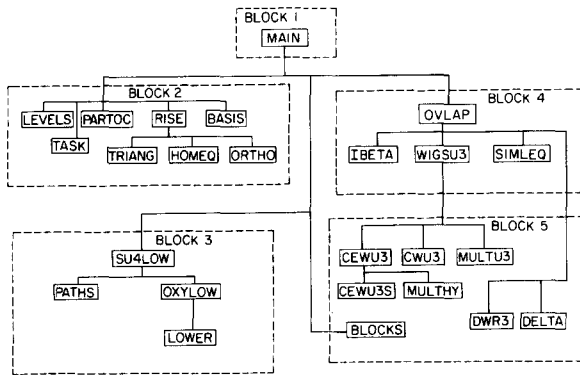 BLOCK 1
MAIN
BLOCK 2
LEVELS PARTOC RISE BASIS
TASK
TRIANG HOMEQ ORTHO
BLOCK 4
OVLAP
IBETA WIGSU3 SIMLEQ
BLOCK 3
SU4LOW
PATHS OXYLOW
LOWER
BLOCK 5
CEWU3 CWU3 MULTU3
CEWU3S MULTHY
BLOCKS
DWR3 DELTA